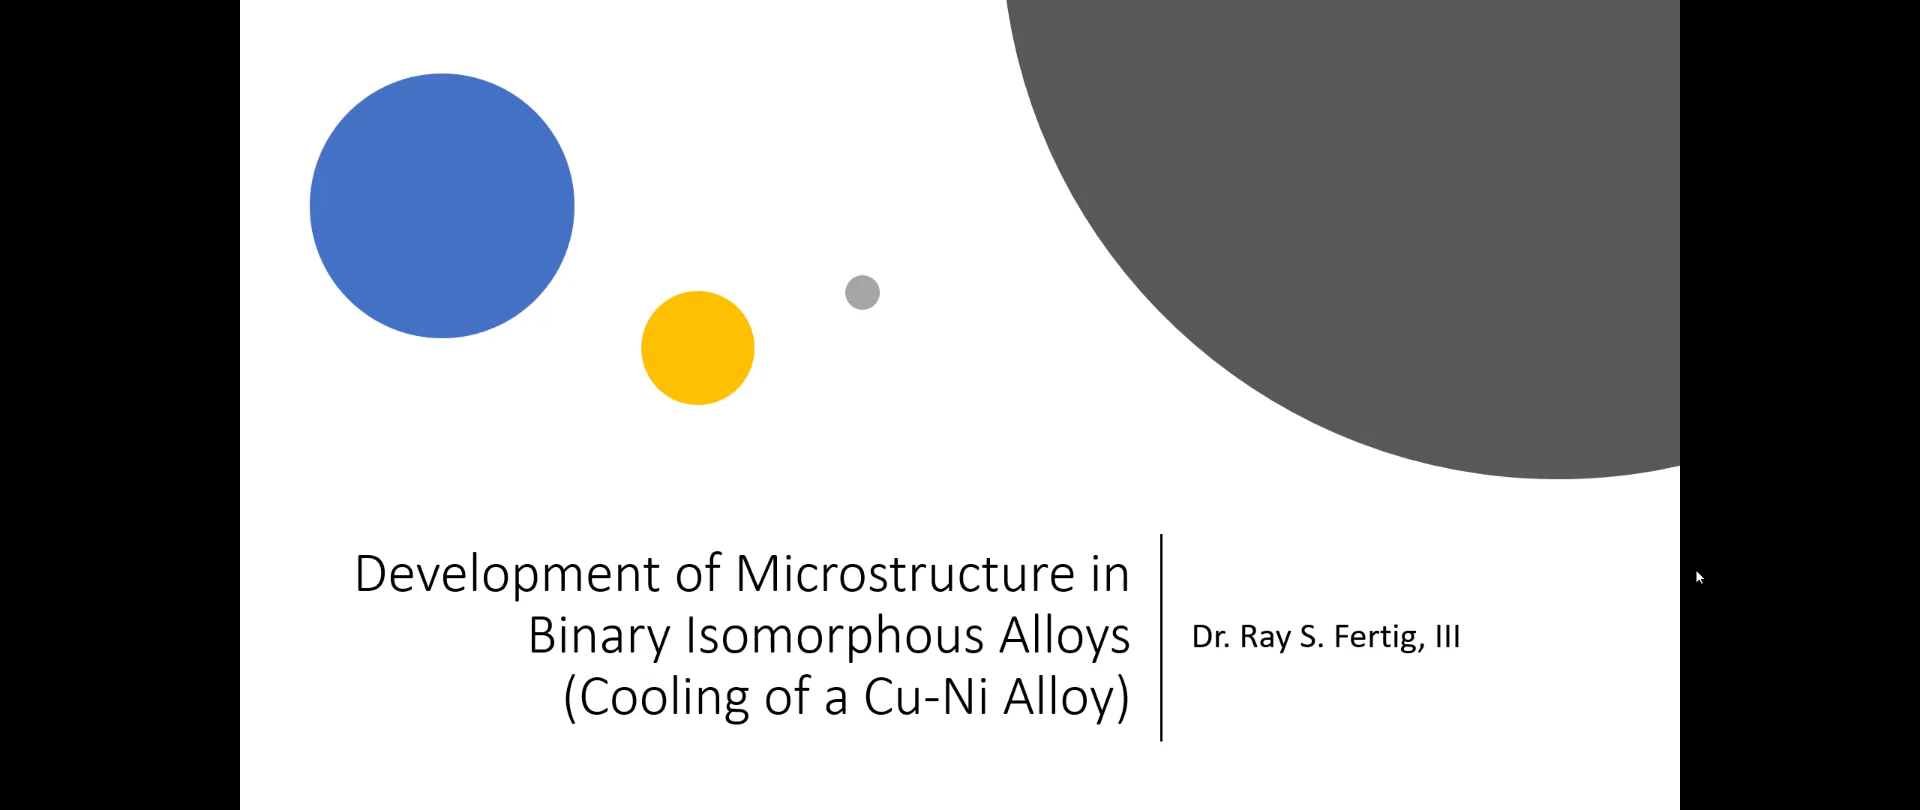 Development of Microstructure in
Binary Isomorphous Alloys
(Cooling of a Cu-Ni Alloy)
Dr. Ray S. Fertig, III